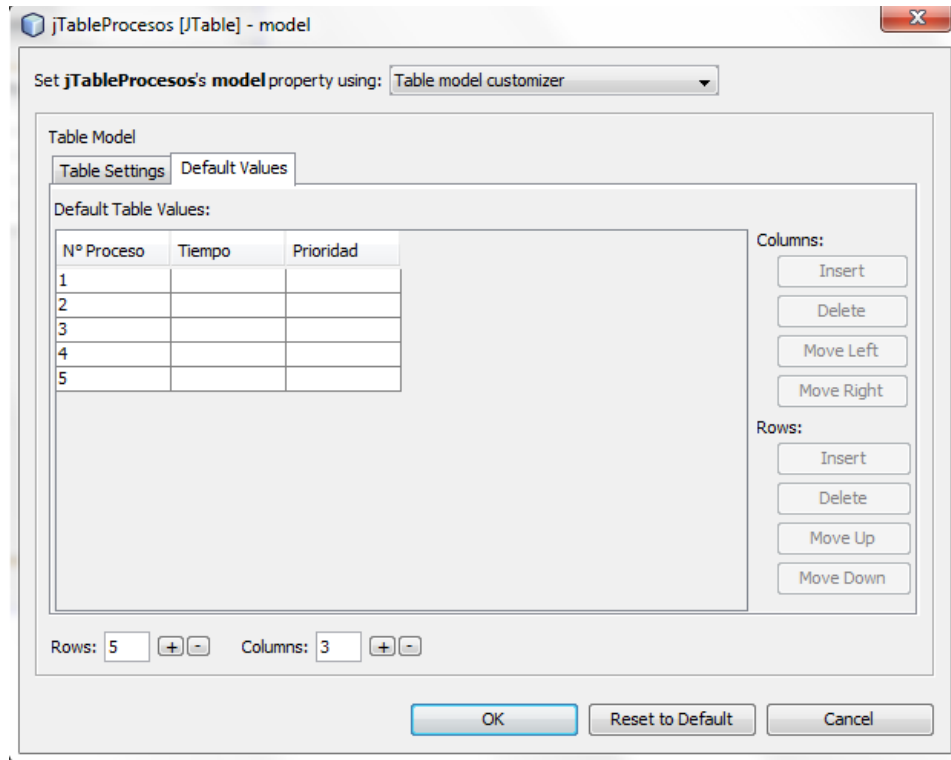 jTableProcesos [JTable] - model
Set jTableProcesos's model property using: Table model customizer
Table Model
Table Settings Default Values
Default Table Values:
Nº Proceso Tiempo Prioridad
1
2
3
4
5
Columns:
Insert
Delete
Move Left
Move Right
Rows:
Insert
Delete
Move Up
Move Down
Rows: 5 + - Columns: 3 + -
OK Reset to Default Cancel